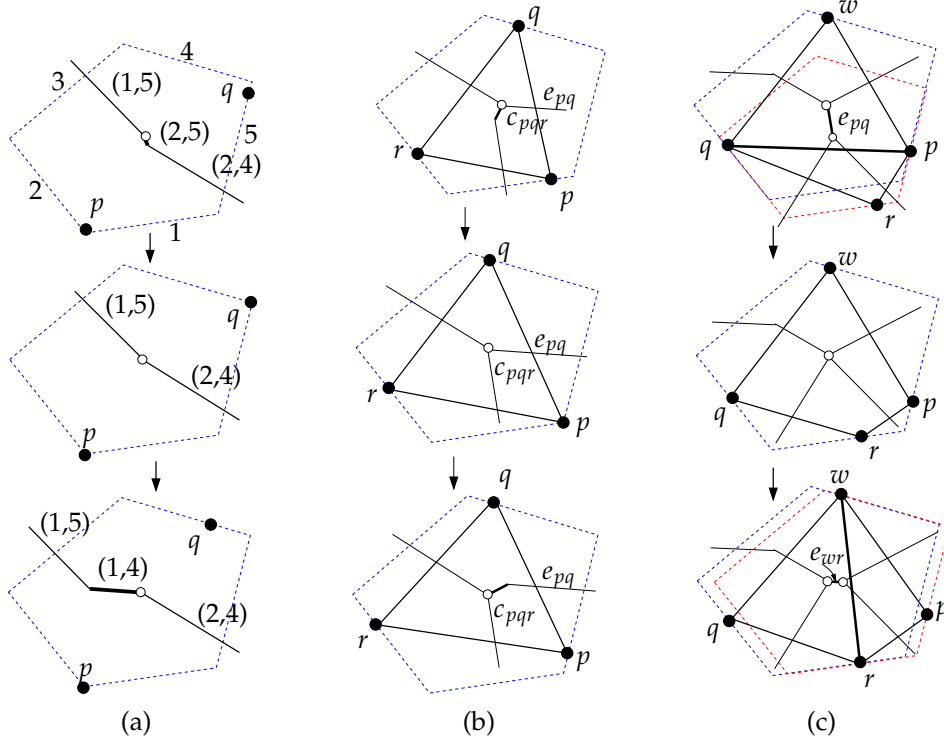 3
4
(1,5)
q
(2,5)
5
(2,4)
2
p
1
(1,5)
q
(2,4)
p
(1,5)
q
(1,4)
(2,4)
p
(a)
q
e_pq
c_pqr
r
p
q
e_pq
c_pqr
r
p
q
e_pq
c_pqr
r
p
(b)
w
e_pq
q
p
r
w
q
p
r
w
e_wr
q
p
r
(c)